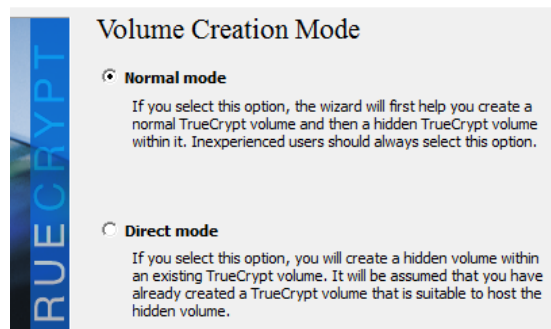 Volume Creation Mode
Normal mode
If you select this option, the wizard will first help you create a
normal TrueCrypt volume and then a hidden TrueCrypt volume
within it. Inexperienced users should always select this option.
Direct mode
If you select this option, you will create a hidden volume within
an existing TrueCrypt volume. It will be assumed that you have
already created a TrueCrypt volume that is suitable to host the
hidden volume.
RUECRYPT